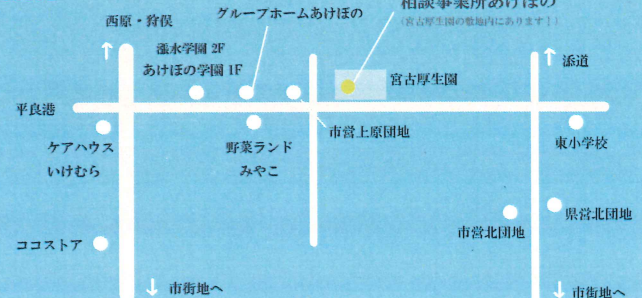 相談事業所あけぼの
(宮古厚生園の敷地内にあります！)
グループホームあけぼの
西原・狩俣
漲水学園 2F
あけぼの学園 1F
派道
宮古厚生園
平良港
市営上原団地
ケアハウス
いけむら
野菜ランド
みやこ
東小学校
県営北団地
市営北団地
ココストア
市街地へ
市街地へ